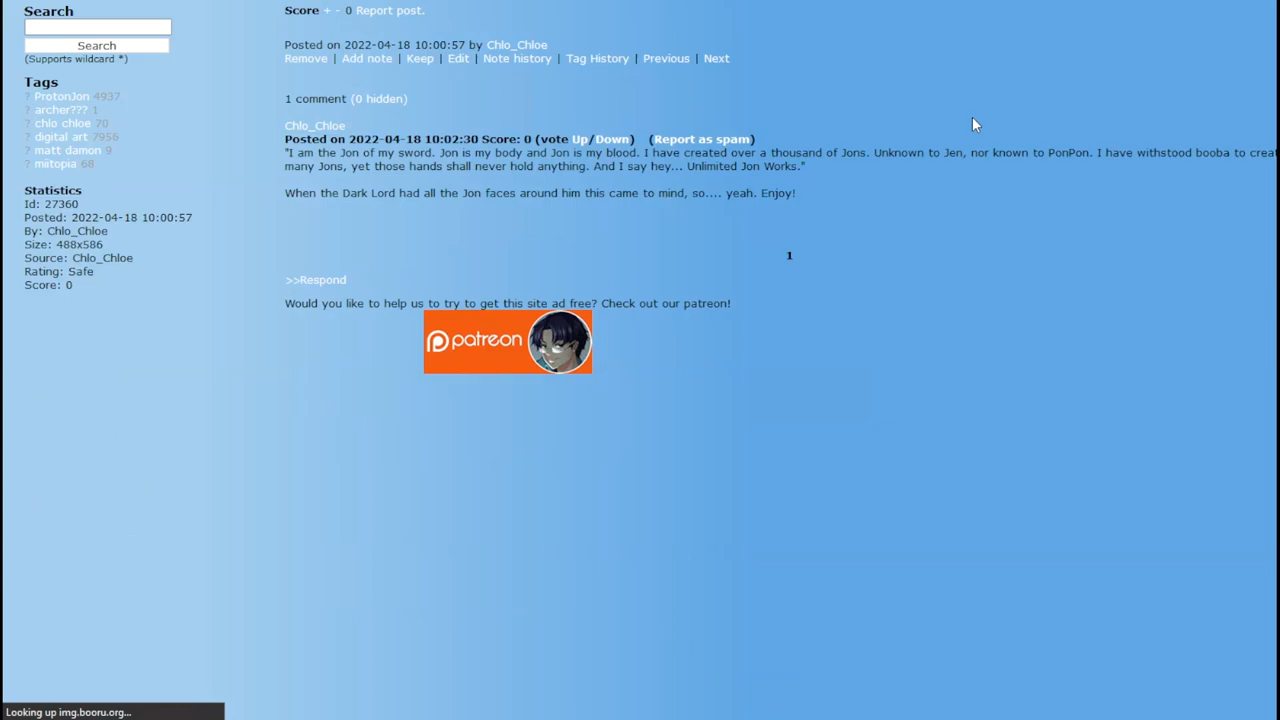 Search
Search
(Supports wildcard *)
Tags
? ProtonJon 4937
? archer??? 1
? chlo chloe 70
? digital art 7956
? matt damon 9
? miitopia 68
Statistics
Id: 27360
Posted: 2022-04-18 10:00:57
By: Chlo_Chloe
Size: 488x586
Source: Chlo_Chloe
Rating: Safe
Score: 0
Score + - 0 Report post.
Posted on 2022-04-18 10:00:57 by Chlo_Chloe
Remove | Add note | Keep | Edit | Note history | Tag History | Previous | Next
1 comment (0 hidden)
Chlo_Chloe
Posted on 2022-04-18 10:02:30 Score: 0 (vote Up/Down) (Report as spam)
"I am the Jon of my sword. Jon is my body and Jon is my blood. I have created over a thousand of Jons. Unknown to Jen, nor known to PonPon. I have withstood booba to creat
many Jons, yet those hands shall never hold anything. And I say hey... Unlimited Jon Works."
When the Dark Lord had all the Jon faces around him this came to mind, so.... yeah. Enjoy!
1
>>Respond
Would you like to help us to try to get this site ad free? Check out our patreon!
patreon
Looking up img.booru.org...